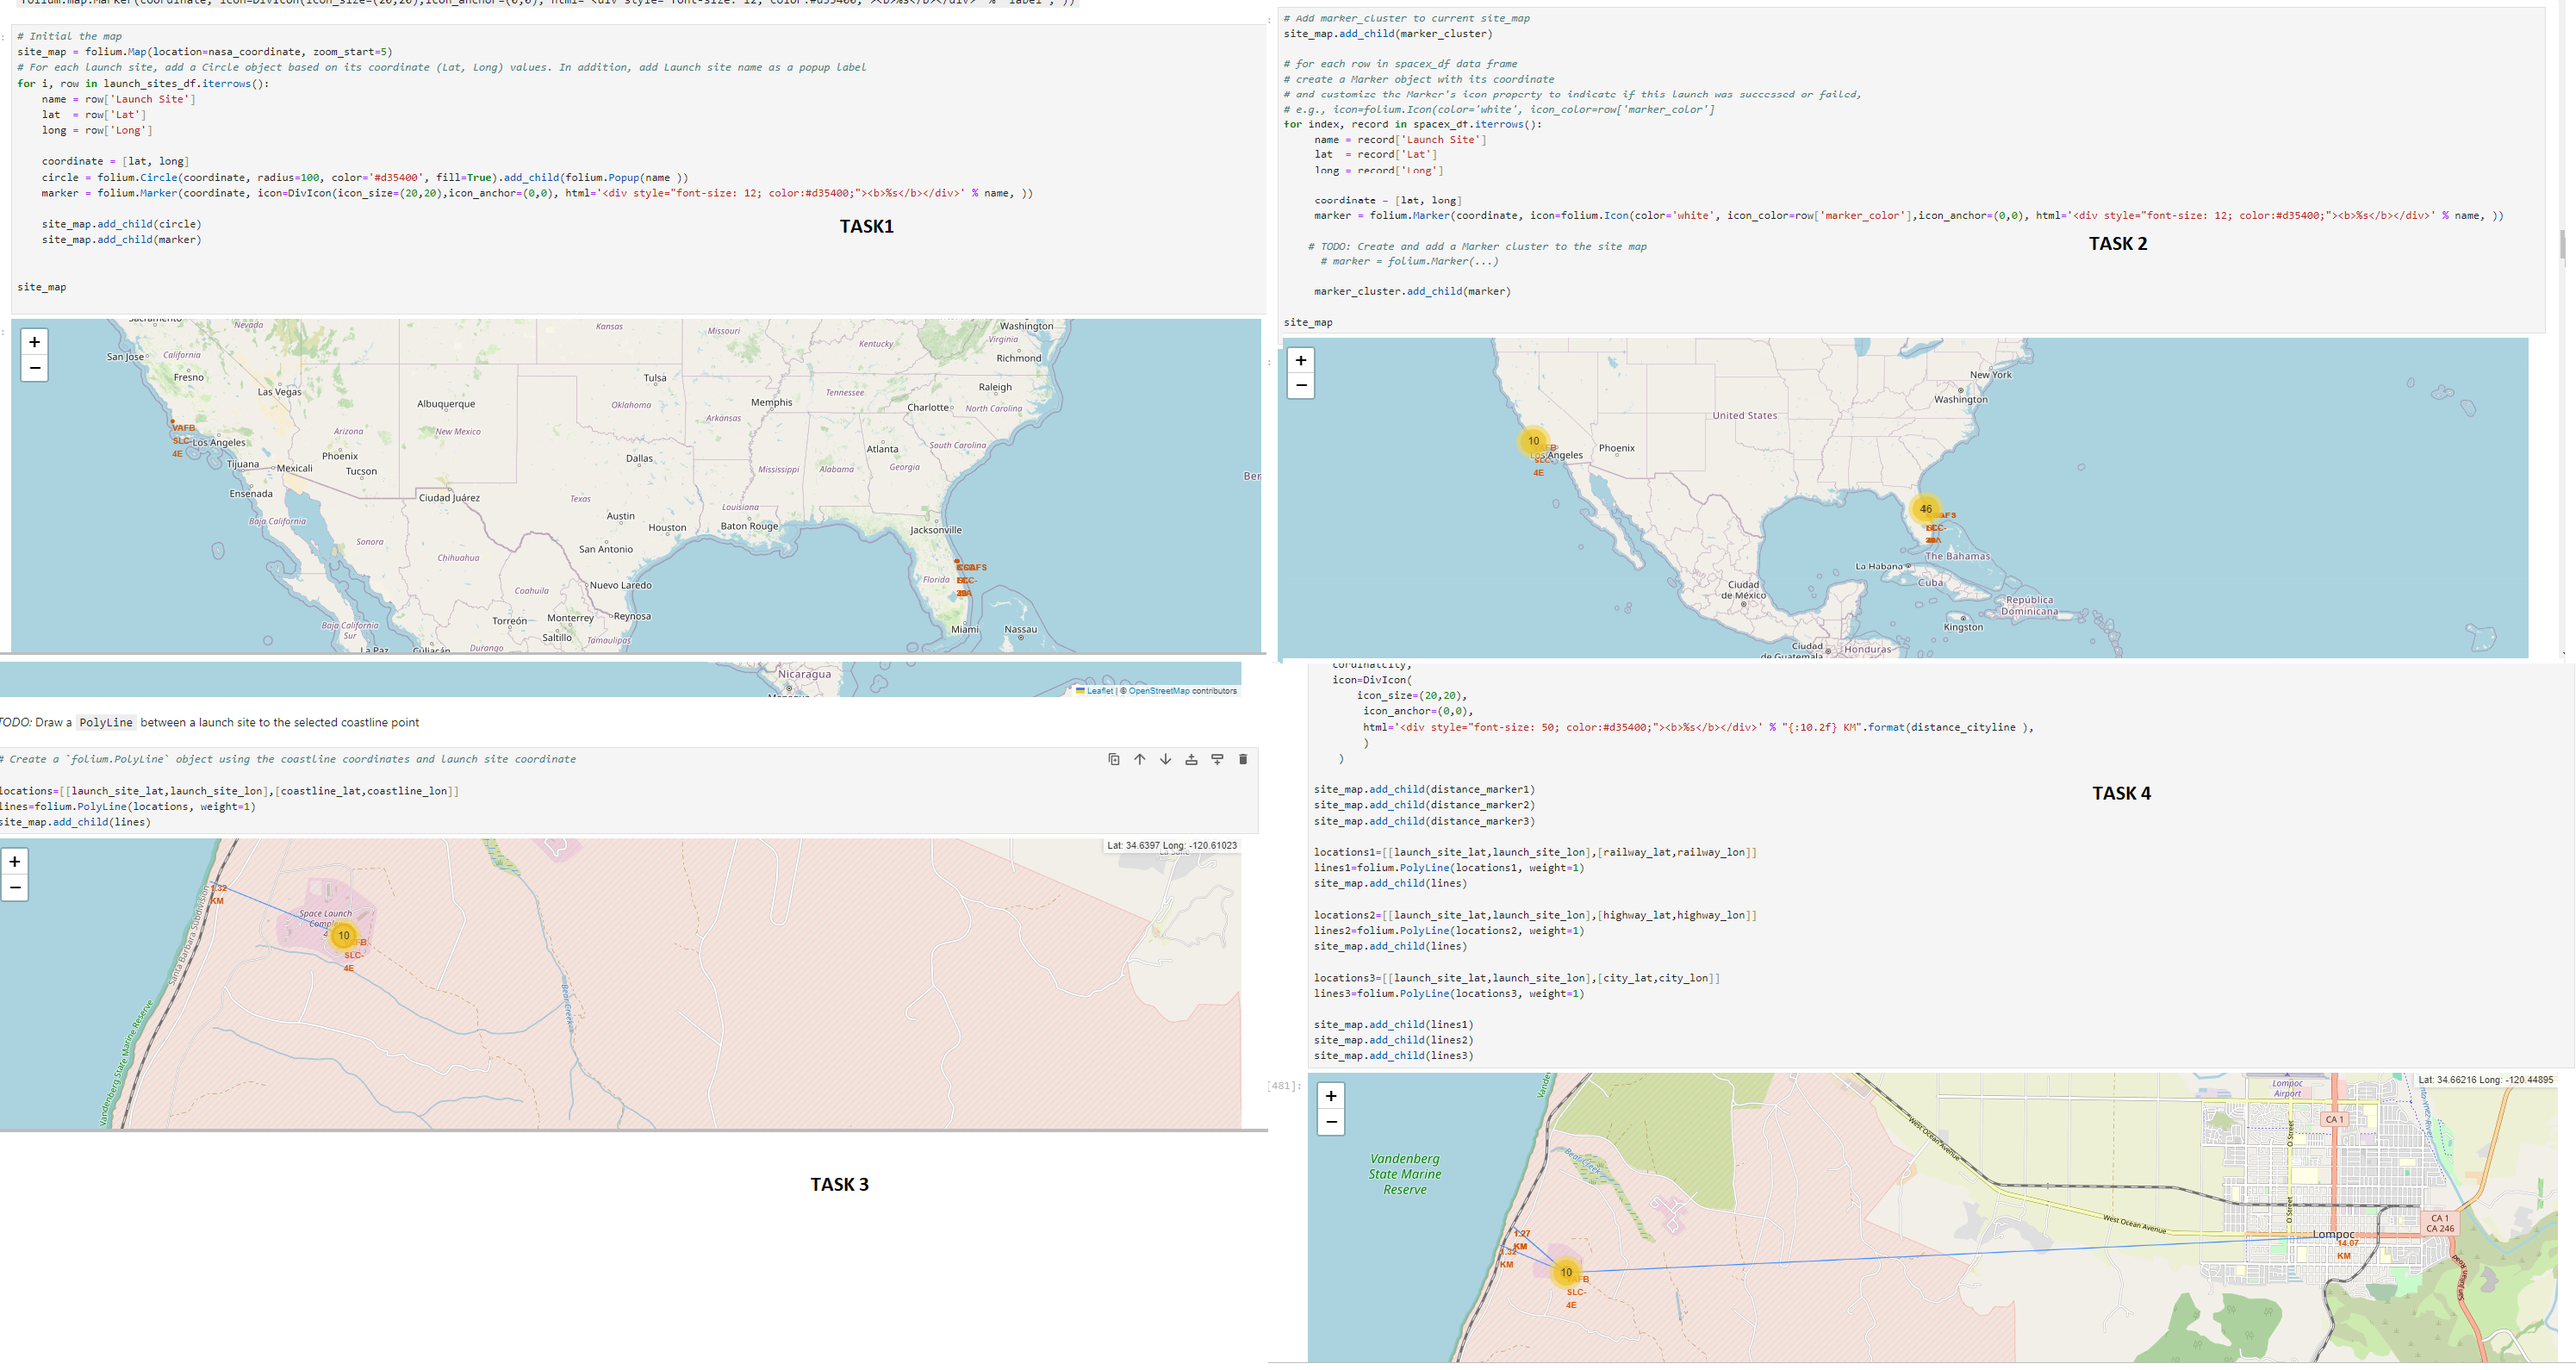 folium.map.Marker(coordinate, icon=DivIcon(icon_size=(20,20),icon_anchor=(0,0), html='<div style="font-size: 12; color:#d35400;"><b>%s</b></div>' % 'label', ))
# Initial the map
site_map = folium.Map(location=nasa_coordinate, zoom_start=5)
# For each launch site, add a Circle object based on its coordinate (Lat, Long) values. In addition, add Launch site name as a popup label
for i, row in launch_sites_df.iterrows():
name = row['Launch Site']
lat = row['Lat']
long = row['Long']
coordinate = [lat, long]
circle = folium.Circle(coordinate, radius=100, color='#d35400', fill=True).add_child(folium.Popup(name ))
marker = folium.Marker(coordinate, icon=DivIcon(icon_size=(20,20),icon_anchor=(0,0), html='<div style="font-size: 12; color:#d35400;"><b>%s</b></div>' % name, ))
site_map.add_child(circle)
site_map.add_child(marker)
TASK1
site_map
+
−
Sacramento
Nevada
Kansas
Missouri
Washington
Virginia
San Jose
California
Kentucky
Richmond
Fresno
Las Vegas
Tulsa
Raleigh
Albuquerque
Oklahoma
Memphis
Tennessee
Charlotte
North Carolina
Arkansas
VAFB
SLC-
4E
Los Angeles
Arizona
New Mexico
Atlanta
South Carolina
Phoenix
Tijuana
Mexicali
Tucson
Dallas
Mississippi
Alabama
Georgia
Ensenada
Ciudad Juárez
Texas
Louisiana
Baja California
Austin
Houston
Baton Rouge
Jacksonville
Sonora
San Antonio
Chihuahua
Florida
Coahuila
Nuevo Laredo
Torreón
Monterrey
Reynosa
Baja California
Sur
Saltillo
Tamaulipas
Miami
Nassau
La Paz
Culiacán
Durango
Ber
# Add marker_cluster to current site_map
site_map.add_child(marker_cluster)
# for each row in spacex_df data frame
# create a Marker object with its coordinate
# and customize the Marker's icon property to indicate if this launch was successed or failed,
# e.g., icon=folium.Icon(color='white', icon_color=row['marker_color']
for index, record in spacex_df.iterrows():
name = record['Launch Site']
lat = record['Lat']
long = record['Long']
coordinate = [lat, long]
marker = folium.Marker(coordinate, icon=folium.Icon(color='white', icon_color=row['marker_color'],icon_anchor=(0,0), html='<div style="font-size: 12; color:#d35400;"><b>%s</b></div>' % name, ))
TASK 2
# TODO: Create and add a Marker cluster to the site map
# marker = folium.Marker(...)
marker_cluster.add_child(marker)
site_map
+
−
New York
Washington
United States
10
Phoenix
Los Angeles
SLC-
4E
46
The Bahamas
La Habana
Cuba
Ciudad
de México
República
Dominicana
Kingston
Ciudad
de Guatemala
Honduras
Nicaragua
Leaflet | © OpenStreetMap contributors
TODO: Draw a PolyLine between a launch site to the selected coastline point
# Create a `folium.PolyLine` object using the coastline coordinates and launch site coordinate
locations=[[launch_site_lat,launch_site_lon],[coastline_lat,coastline_lon]]
lines=folium.PolyLine(locations, weight=1)
site_map.add_child(lines)
+
−
Lat: 34.6397 Long: -120.61023
1.32
KM
Space Launch
10
SLC-
4E
Santa Barbara Subdivision
Bear Creek
Vandenberg State Marine Reserve
TASK 3
cordinatcity,
icon=DivIcon(
icon_size=(20,20),
icon_anchor=(0,0),
html='<div style="font-size: 50; color:#d35400;"><b>%s</b></div>' % "{:10.2f} KM".format(distance_cityline ),
)
)
site_map.add_child(distance_marker1)
site_map.add_child(distance_marker2)
site_map.add_child(distance_marker3)
TASK 4
locations1=[[launch_site_lat,launch_site_lon],[railway_lat,railway_lon]]
lines1=folium.PolyLine(locations1, weight=1)
site_map.add_child(lines)
locations2=[[launch_site_lat,launch_site_lon],[highway_lat,highway_lon]]
lines2=folium.PolyLine(locations2, weight=1)
site_map.add_child(lines)
locations3=[[launch_site_lat,launch_site_lon],[city_lat,city_lon]]
lines3=folium.PolyLine(locations3, weight=1)
site_map.add_child(lines1)
site_map.add_child(lines2)
site_map.add_child(lines3)
[481]:
+
−
Lat: 34.66216 Long: -120.44895
Lompoc
Airport
CA 1
West Ocean Avenue
O Street
Vandenberg
State Marine
Reserve
Bear Creek
O Street
West Ocean Avenue
CA 1
CA 246
Lompoc
14.07
KM
1.27
KM
1.32
KM
10
SLC-
4E